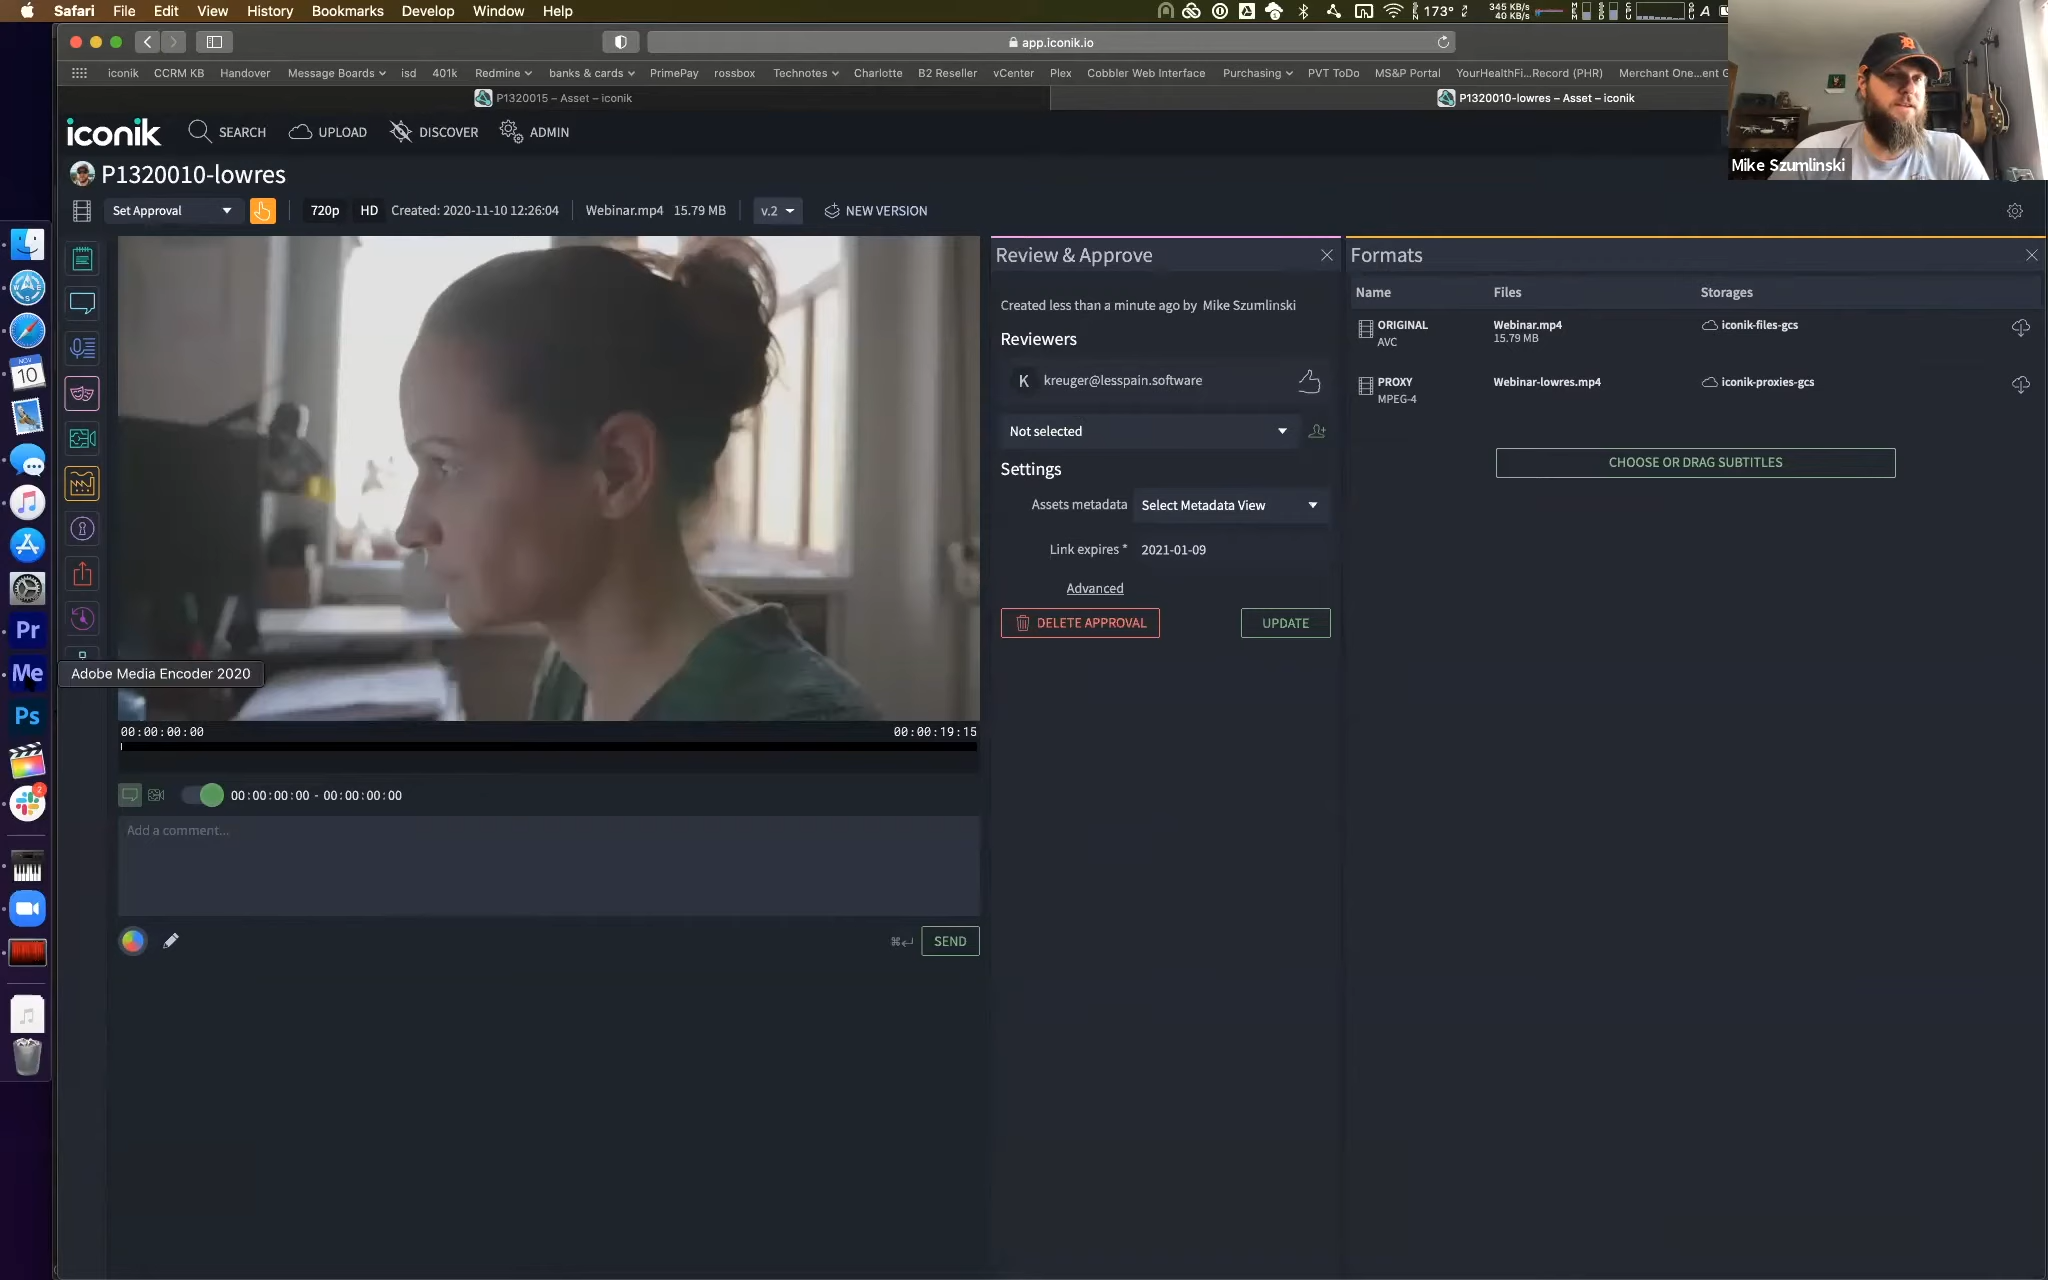 Safari File Edit View History Bookmarks Develop Window Help
173°
345 KB/s
40 KB/s
app.iconik.io
iconik CCRM KB Handover Message Boards isd 401k Redmine banks & cards PrimePay rossbox Technotes Charlotte B2 Reseller vCenter Plex Cobbler Web Interface Purchasing PVT ToDo MS&P Portal YourHealthFi...Record (PHR) Merchant One...ent
P1320015 – Asset – iconik
P1320010-lowres – Asset – iconik
Mike Szumlinski
iconik SEARCH UPLOAD DISCOVER ADMIN
P1320010-lowres
Set Approval 720p HD Created: 2020-11-10 12:26:04 Webinar.mp4 15.79 MB v.2 NEW VERSION
Review & Approve
Created less than a minute ago by Mike Szumlinski
Reviewers
K kreuger@lesspain.software
Not selected
Settings
Assets metadata Select Metadata View
Link expires * 2021-01-09
Advanced
DELETE APPROVAL UPDATE
Formats
Name Files Storages
ORIGINAL Webinar.mp4 iconik-files-gcs
AVC 15.79 MB
PROXY Webinar-lowres.mp4 iconik-proxies-gcs
MPEG-4
CHOOSE OR DRAG SUBTITLES
NOV
10
Pr
Me
Adobe Media Encoder 2020
Ps
2
00:00:00:00 00:00:19:15
00:00:00:00 - 00:00:00:00
Add a comment...
⌘↵ SEND